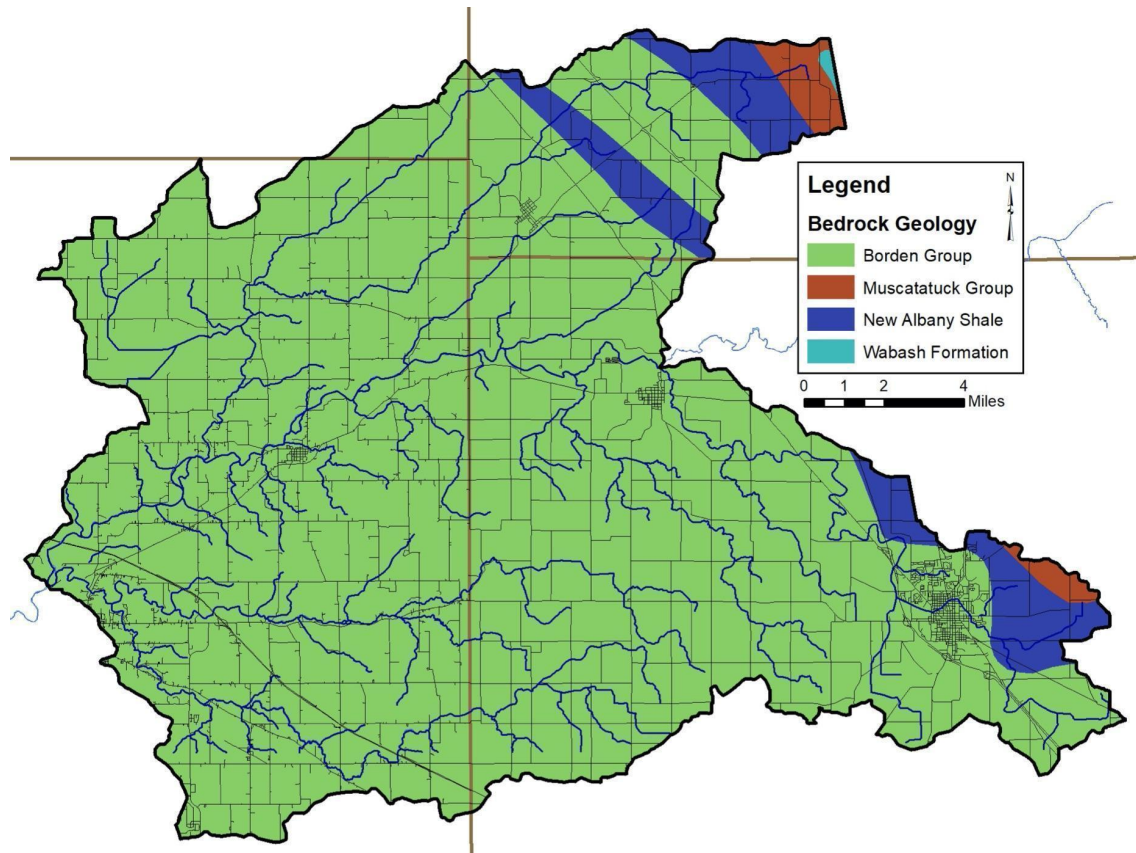 Legend
N
Bedrock Geology
Borden Group
Muscatatuck Group
New Albany Shale
Wabash Formation
0 1 2 4
Miles